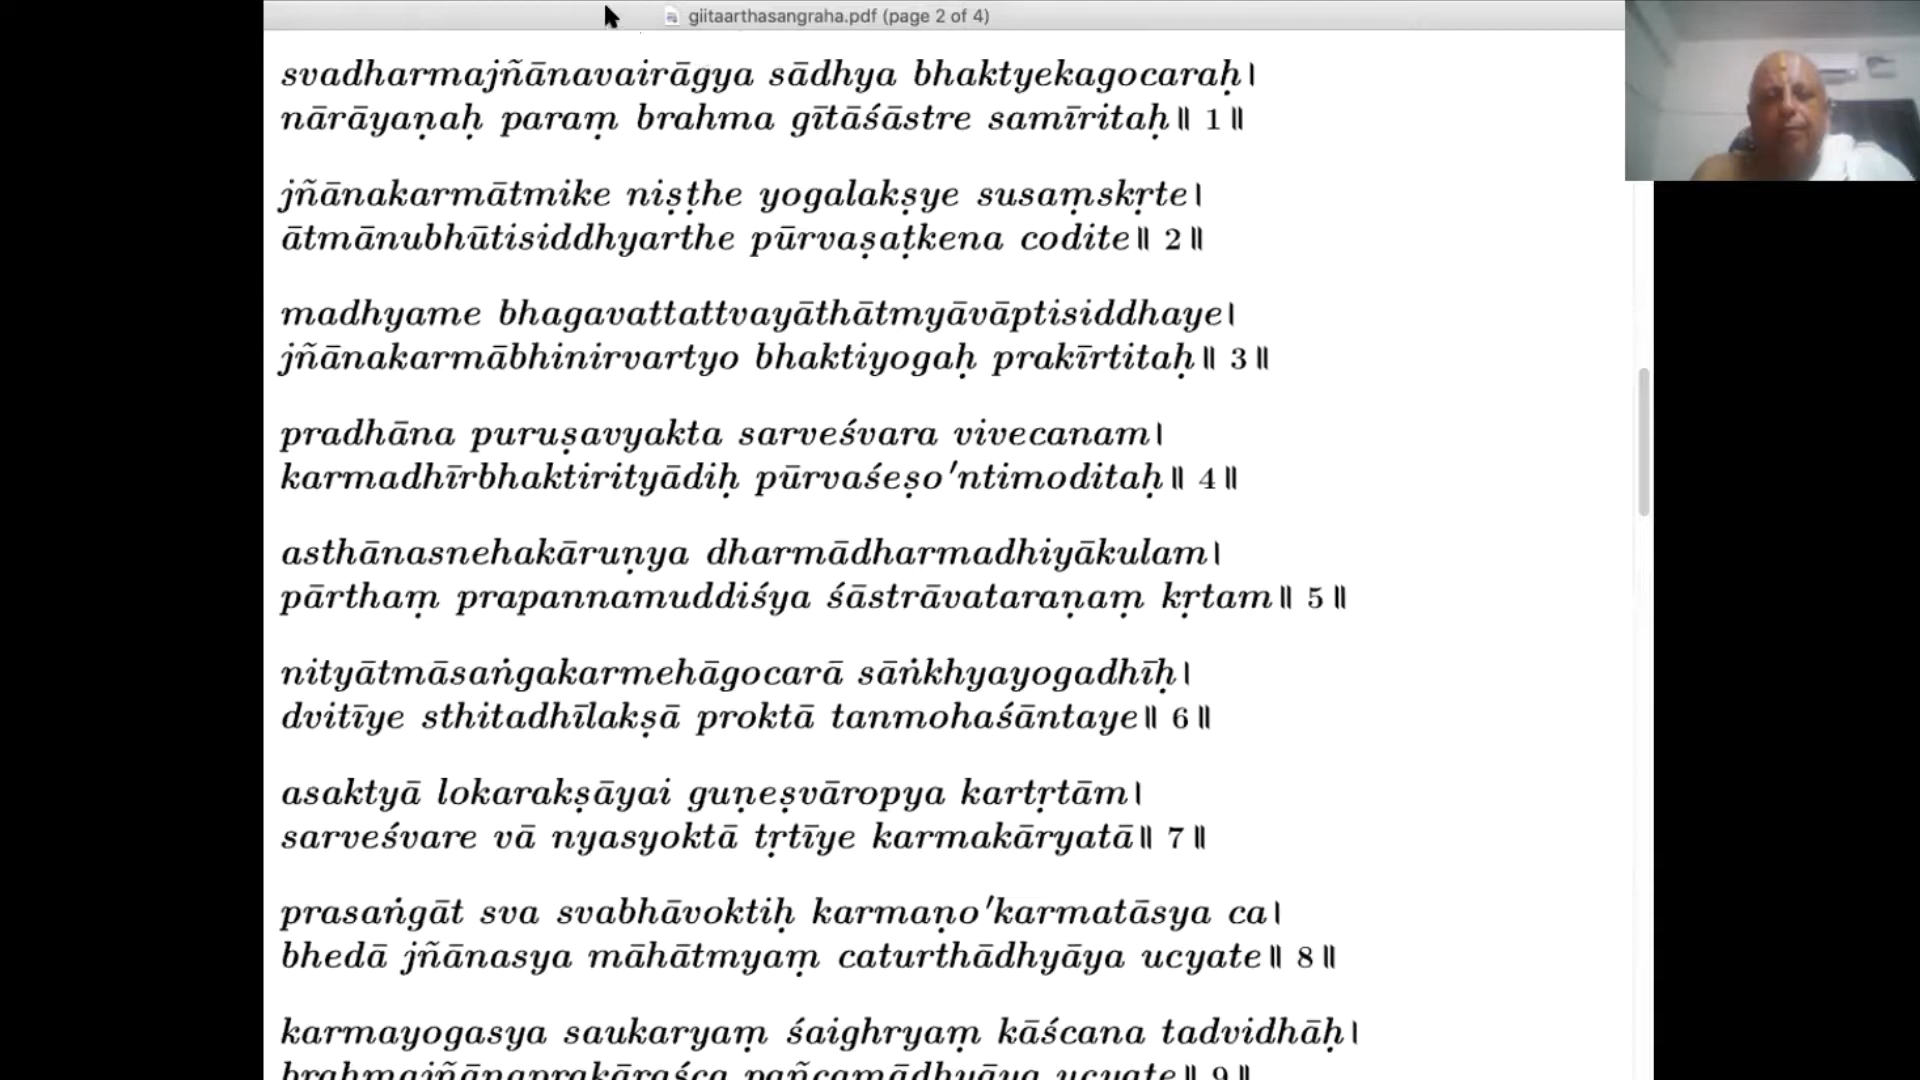 giitaarthasangraha.pdf (page 2 of 4)
svadharmajñānavairāgya sādhya bhaktyekagocaraḥ।
nārāyaṇaḥ paraṃ brahma gītāśāstre samīritaḥ॥ 1॥
jñānakarmātmike niṣṭhe yogalakṣye susaṃskṛte।
ātmānubhūtisiddhyarthe pūrvaṣaṭkena codite॥ 2॥
madhyame bhagavattattvayāthātmyāvāptisiddhaye।
jñānakarmābhinirvartyo bhaktiyogaḥ prakīrtitaḥ॥ 3॥
pradhāna puruṣavyakta sarveśvara vivecanam।
karmadhīrbhaktirityādiḥ pūrvaśeṣo'ntimoditaḥ॥ 4॥
asthānasnehakāruṇya dharmādharmadhiyākulam।
pārthaṃ prapannamuddiśya śāstrāvataraṇaṃ kṛtam॥ 5॥
nityātmāsaṅgakarmehāgocarā sāṅkhyayogadhīḥ।
dvitīye sthitadhīlakṣā proktā tanmohaśāntaye॥ 6॥
asaktyā lokarakṣāyai guṇeṣvāropya kartṛtām।
sarveśvare vā nyasyoktā tṛtīye karmakāryatā॥ 7॥
prasaṅgāt sva svabhāvoktiḥ karmaṇo'karmatāsya ca।
bhedā jñānasya māhātmyaṃ caturthādhyāya ucyate॥ 8॥
karmayogasya saukaryaṃ śaighryaṃ kāścana tadvidhāḥ।
brahmajñānaprakāraśca pañcamādhyāya ucyate॥ 9॥